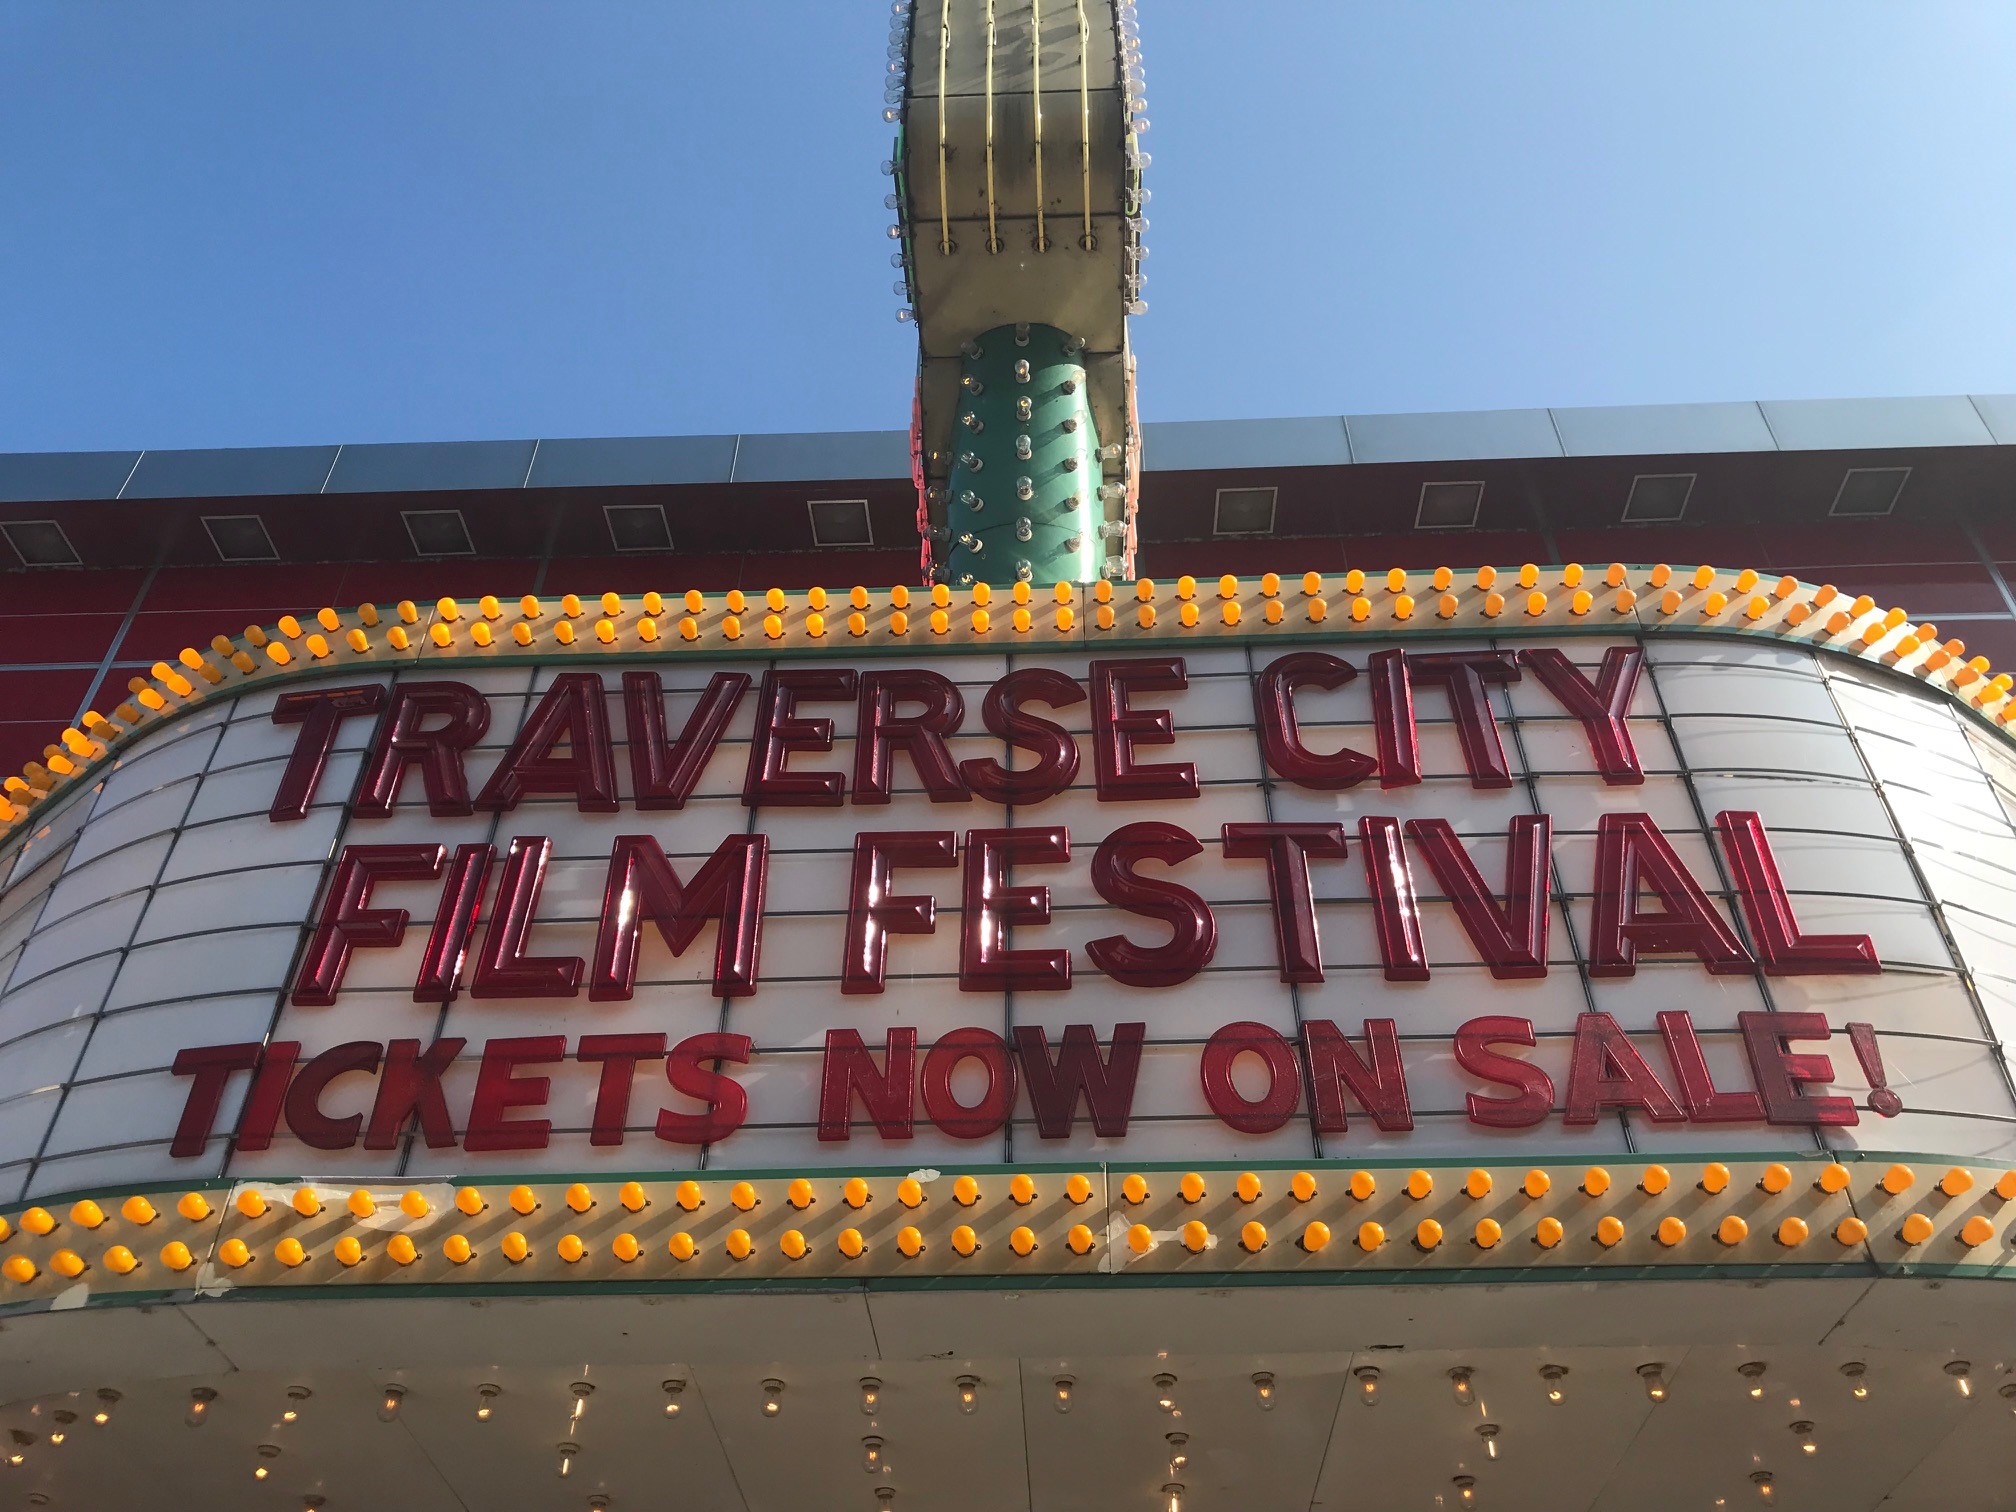 TRAVERSE CITY
FILM FESTIVAL
TICKETS NOW ON SALE!